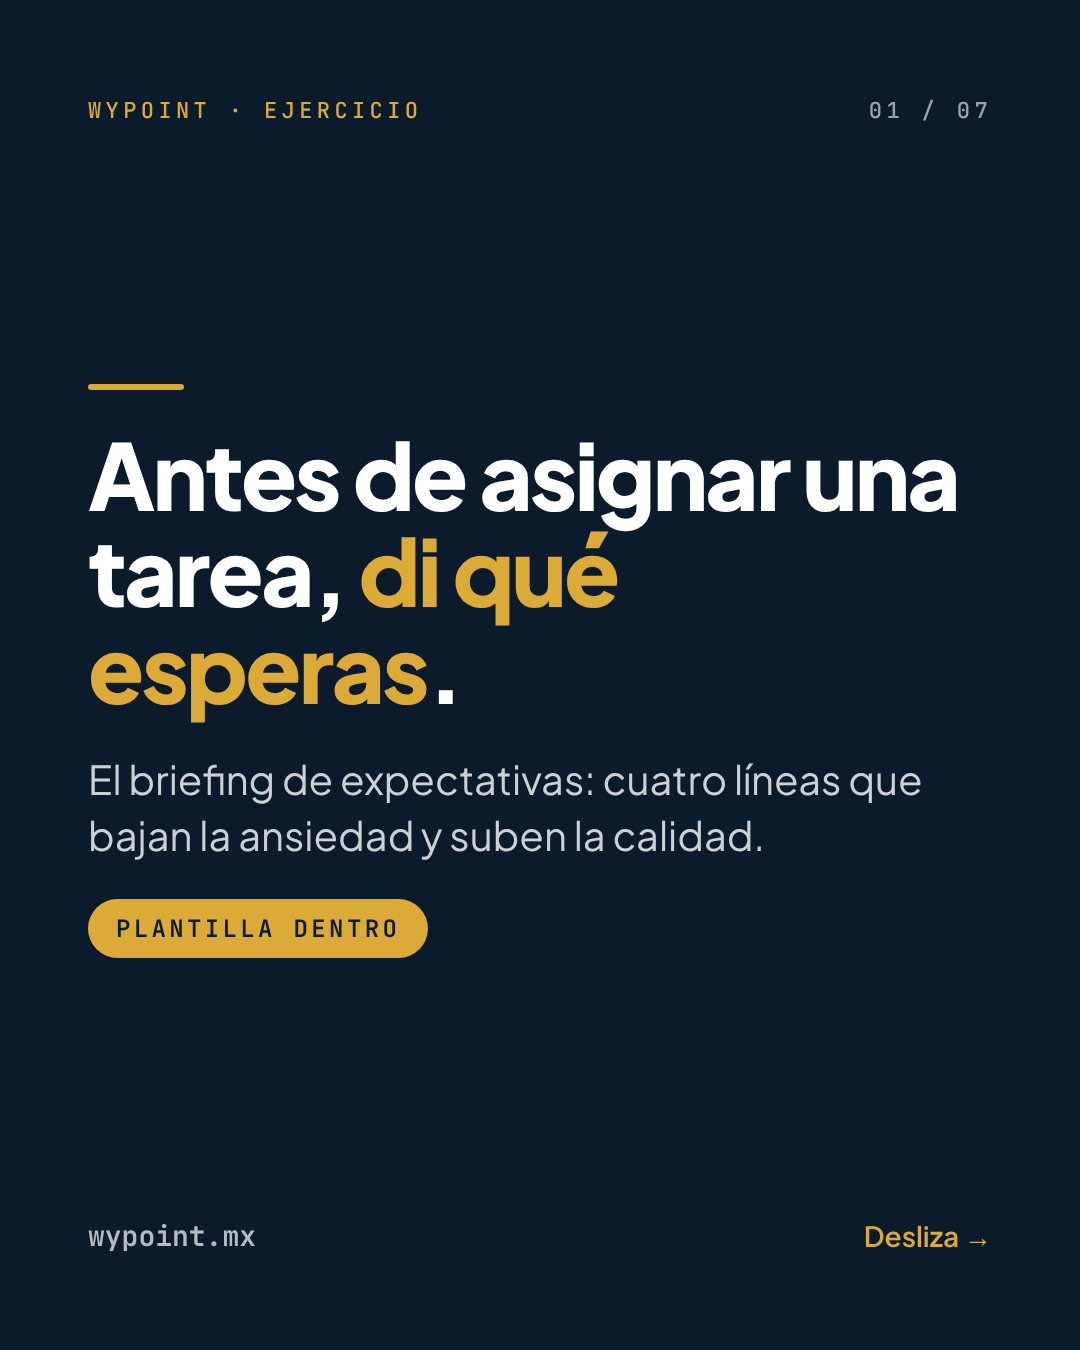 WYPOINT · EJERCICIO
01 / 07
Antes de asignar una
tarea, di qué
esperas.
El briefing de expectativas: cuatro líneas que
bajan la ansiedad y suben la calidad.
PLANTILLA DENTRO
wypoint.mx
Desliza →